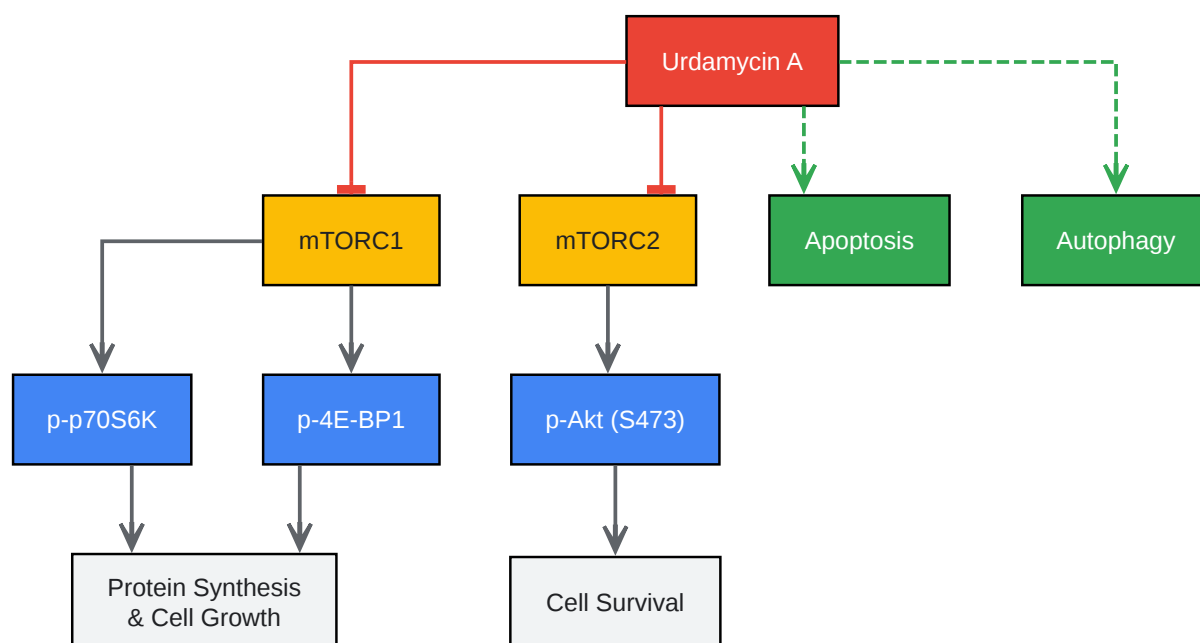 Urdamycin A
mTORC1
mTORC2
Apoptosis
Autophagy
p-p70S6K
p-4E-BP1
p-Akt (S473)
Protein Synthesis
& Cell Growth
Cell Survival